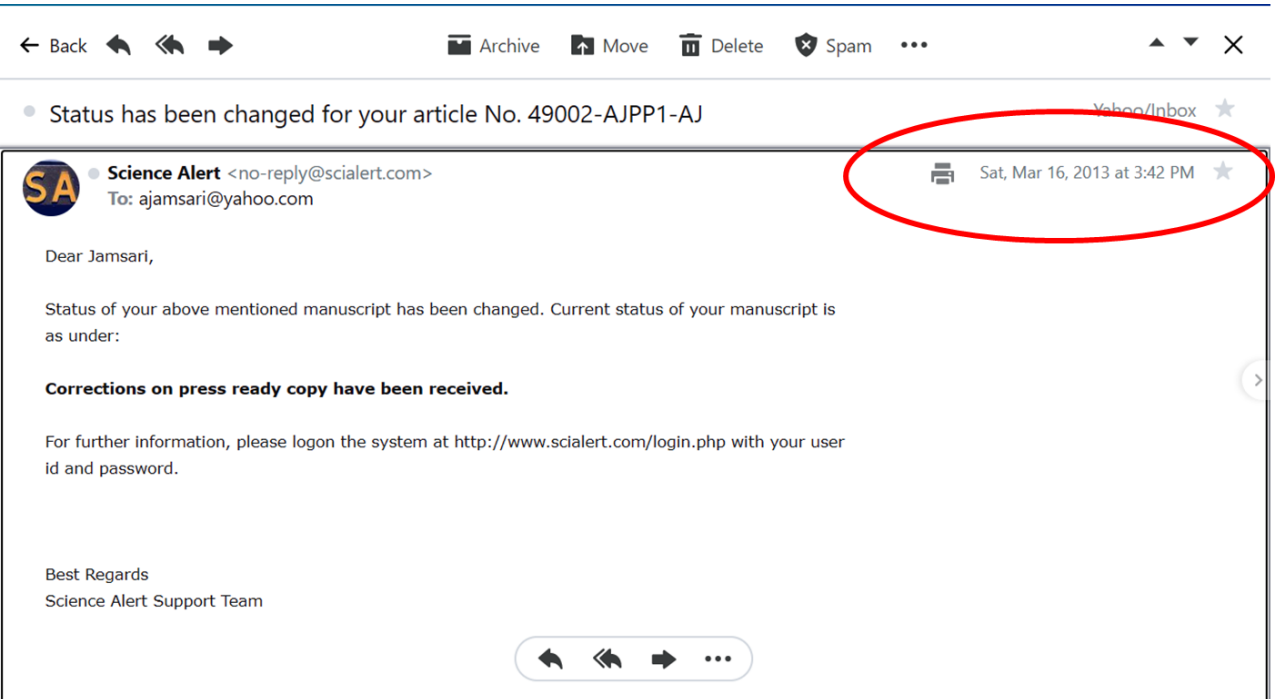 Back Archive Move Delete Spam
Status has been changed for your article No. 49002-AJPP1-AJ Yahoo/Inbox
SA Science Alert <no-reply@scialert.com> Sat, Mar 16, 2013 at 3:42 PM
To: ajamsari@yahoo.com
Dear Jamsari,
Status of your above mentioned manuscript has been changed. Current status of your manuscript is
as under:
Corrections on press ready copy have been received.
For further information, please logon the system at http://www.scialert.com/login.php with your user
id and password.
Best Regards
Science Alert Support Team